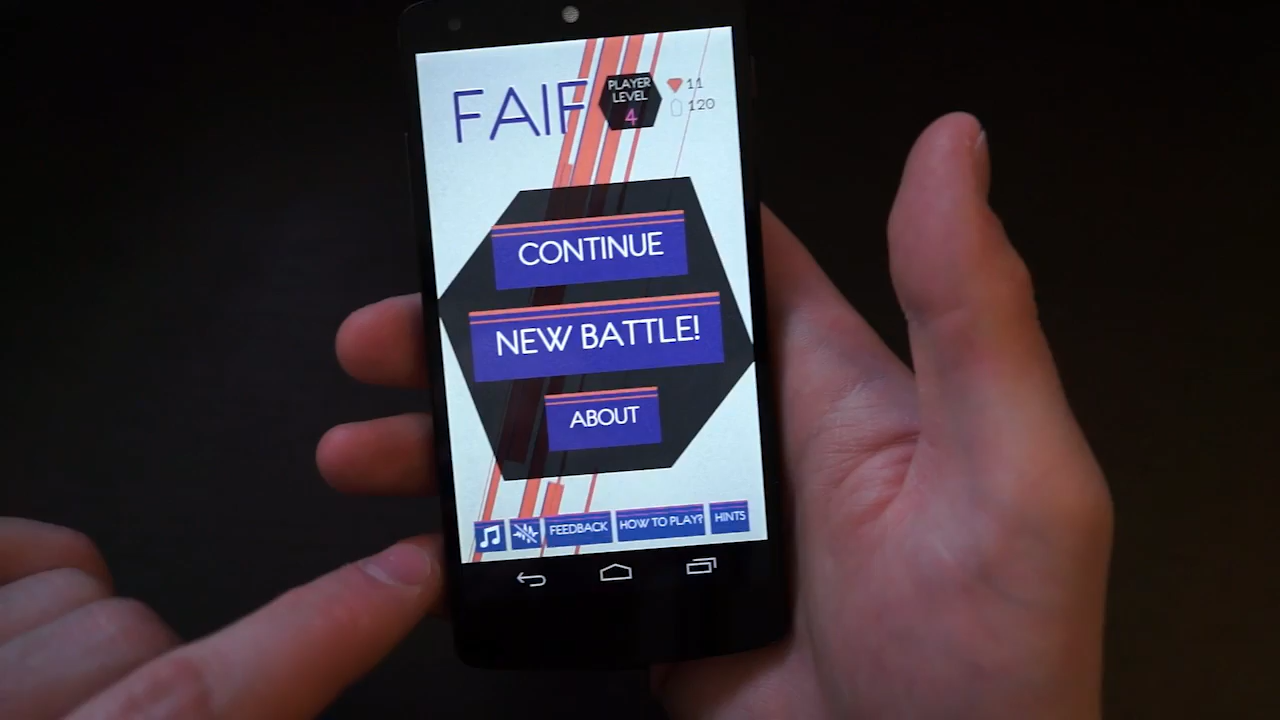 FAIF
PLAYER
LEVEL
4
11
120
CONTINUE
NEW BATTLE!
ABOUT
FEEDBACK
HOW TO PLAY?
HINTS